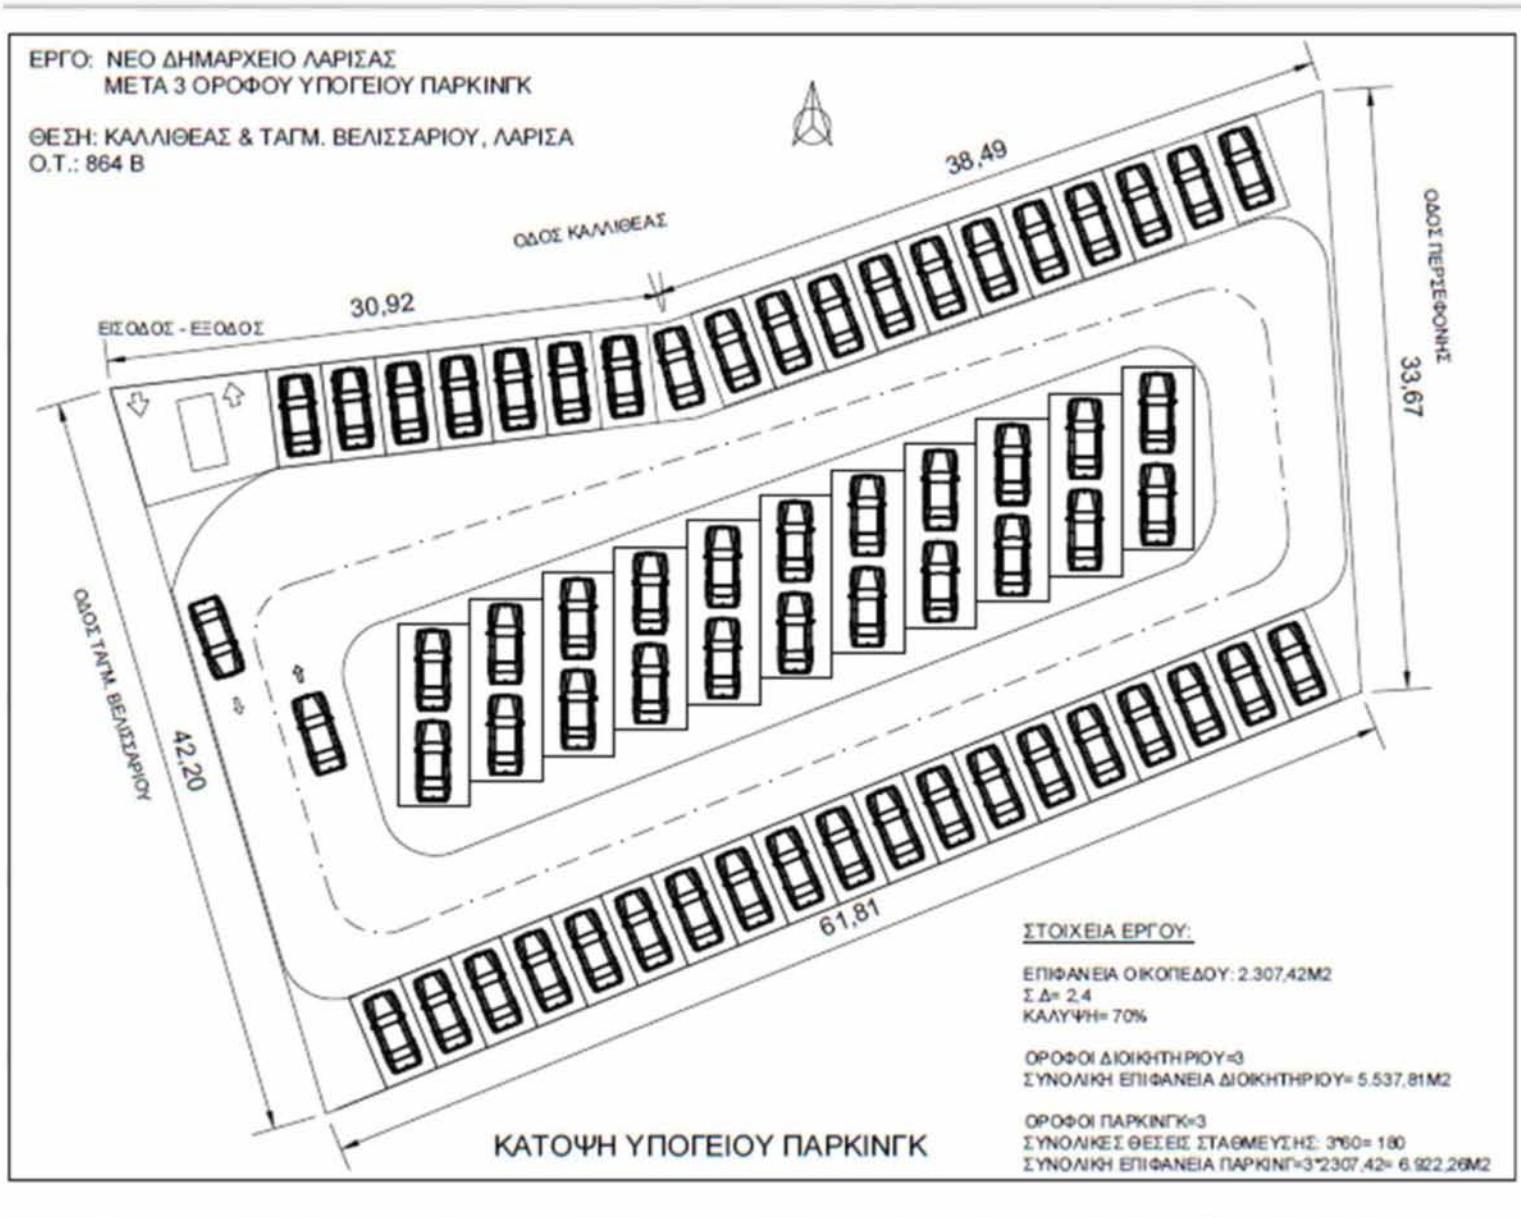 ΕΡΓΟ: ΝΕΟ ΔΗΜΑΡΧΕΙΟ ΛΑΡΙΣΑΣ
ΜΕΤΑ 3 ΟΡΟΦΟΥ ΥΠΟΓΕΙΟΥ ΠΑΡΚΙΝΓΚ
ΘΕΣΗ: ΚΑΛΛΙΘΕΑΣ & ΤΑΓΜ. ΒΕΛΙΣΣΑΡΙΟΥ, ΛΑΡΙΣΑ
Ο.Τ.: 864 Β
38,49
ΟΔΟΣ ΚΑΛΛΙΘΕΑΣ
30,92
ΕΙΣΟΔΟΣ - ΕΞΟΔΟΣ
ΟΔΟΣ ΠΕΡΣΕΦΟΝΗΣ
33,67
ΟΔΟΣ ΤΑΓΜ. ΒΕΛΙΣΣΑΡΙΟΥ
42,20
61,81
ΣΤΟΙΧΕΙΑ ΕΡΓΟΥ:
ΕΠΙΦΑΝΕΙΑ ΟΙΚΟΠΕΔΟΥ: 2.307,42Μ2
Σ.Δ= 2,4
ΚΑΛΥΨΗ= 70%
ΟΡΟΦΟΙ ΔΙΟΙΚΗΤΗΡΙΟΥ=3
ΣΥΝΟΛΙΚΗ ΕΠΙΦΑΝΕΙΑ ΔΙΟΙΚΗΤΗΡΙΟΥ= 5.537,81Μ2
ΟΡΟΦΟΙ ΠΑΡΚΙΝΓΚ=3
ΣΥΝΟΛΙΚΕΣ ΘΕΣΕΙΣ ΣΤΑΘΜΕΥΣΗΣ: 3*60= 180
ΣΥΝΟΛΙΚΗ ΕΠΙΦΑΝΕΙΑ ΠΑΡΚΙΝΓ=3*2307,42= 6.922,26Μ2
ΚΑΤΟΨΗ ΥΠΟΓΕΙΟΥ ΠΑΡΚΙΝΓΚ